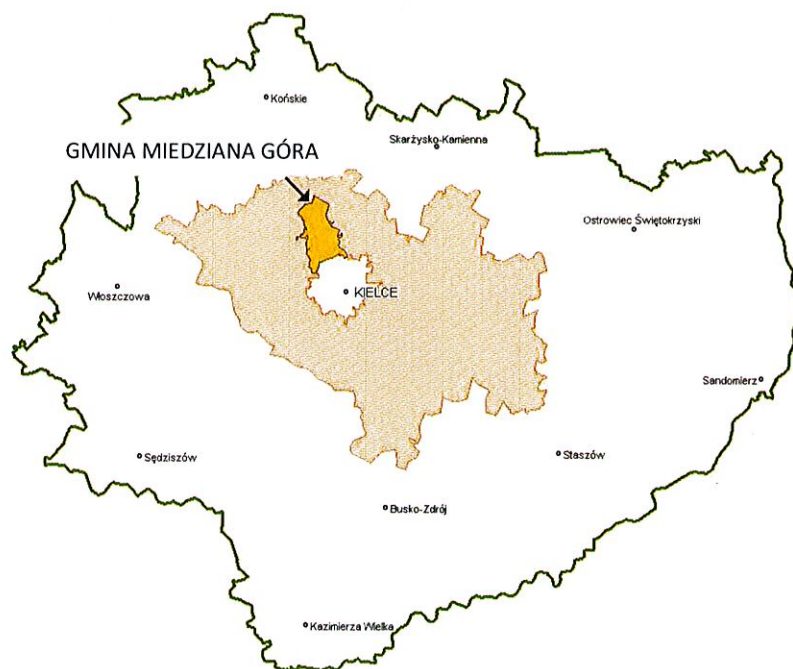 Końskie
Skarżysko-Kamienna
GMINA MIEDZIANA GÓRA
Ostrowiec Świętokrzyski
Włoszczowa
KIELCE
Sandomierz
Sędziszów
Staszów
Busko-Zdrój
Kazimierza Wielka